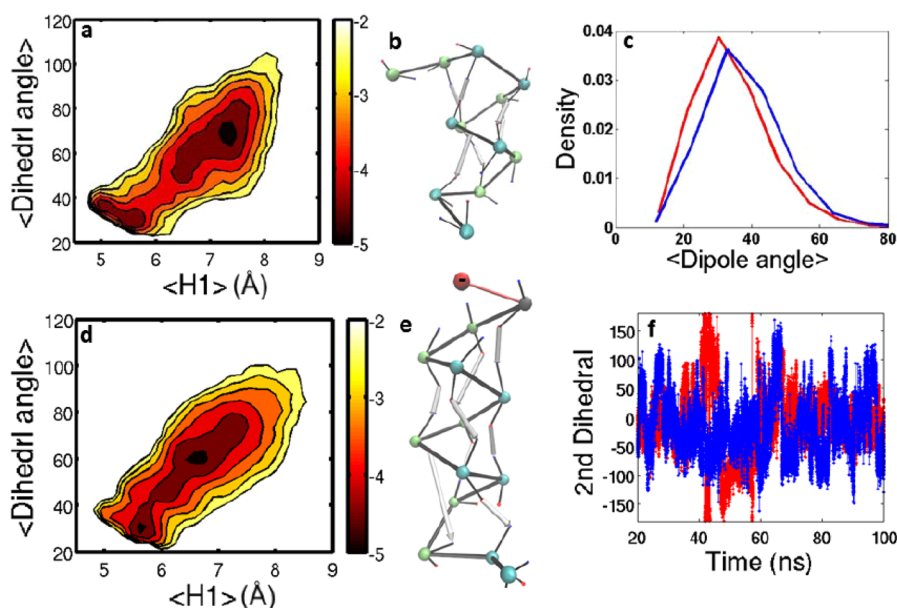 a
120
100
80
60
40
20
5 6 7 8 9
<H1> (Å)
<Dihedrl angle>
-2
-3
-4
-5
b
c
0.04
0.03
0.02
0.01
0.00
0 20 40 60 80
Density
<Dipole angle>
d
120
100
80
60
40
20
5 6 7 8 9
<H1> (Å)
<Dihedrl angle>
-2
-3
-4
-5
e
-
f
150
100
50
0
-50
-100
-150
20 40 60 80 100
2nd Dihedral
Time (ns)